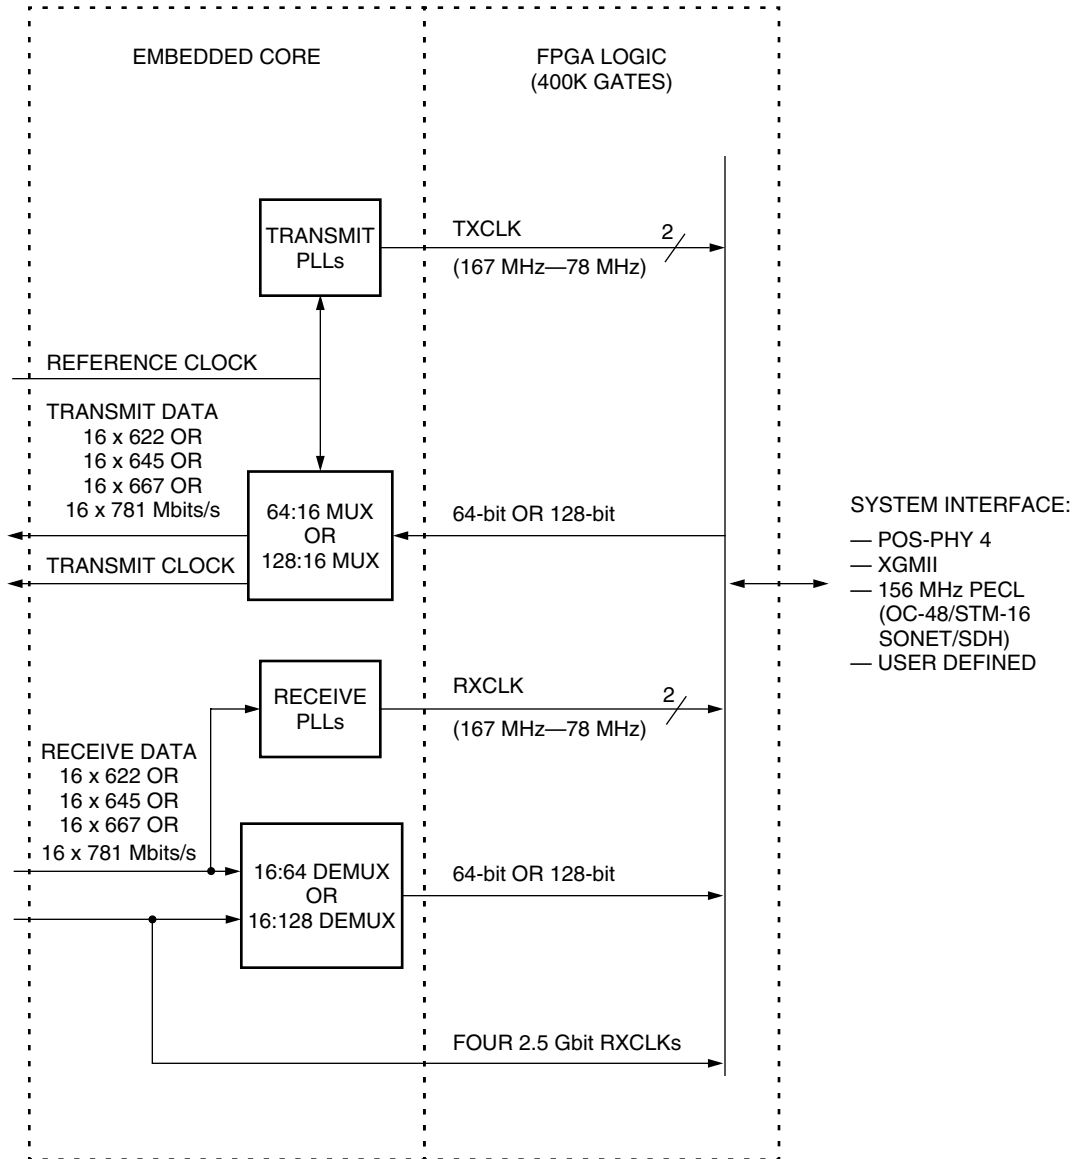 EMBEDDED CORE
FPGA LOGIC
(400K GATES)
TRANSMIT
PLLs
TXCLK
2
(167 MHz—78 MHz)
REFERENCE CLOCK
TRANSMIT DATA
16 x 622 OR
16 x 645 OR
16 x 667 OR
16 x 781 Mbits/s
TRANSMIT CLOCK
64:16 MUX
OR
128:16 MUX
64-bit OR 128-bit
SYSTEM INTERFACE:
— POS-PHY 4
— XGMII
— 156 MHz PECL
(OC-48/STM-16
SONET/SDH)
— USER DEFINED
RECEIVE
PLLs
RXCLK
2
(167 MHz—78 MHz)
RECEIVE DATA
16 x 622 OR
16 x 645 OR
16 x 667 OR
16 x 781 Mbits/s
16:64 DEMUX
OR
16:128 DEMUX
64-bit OR 128-bit
FOUR 2.5 Gbit RXCLKs